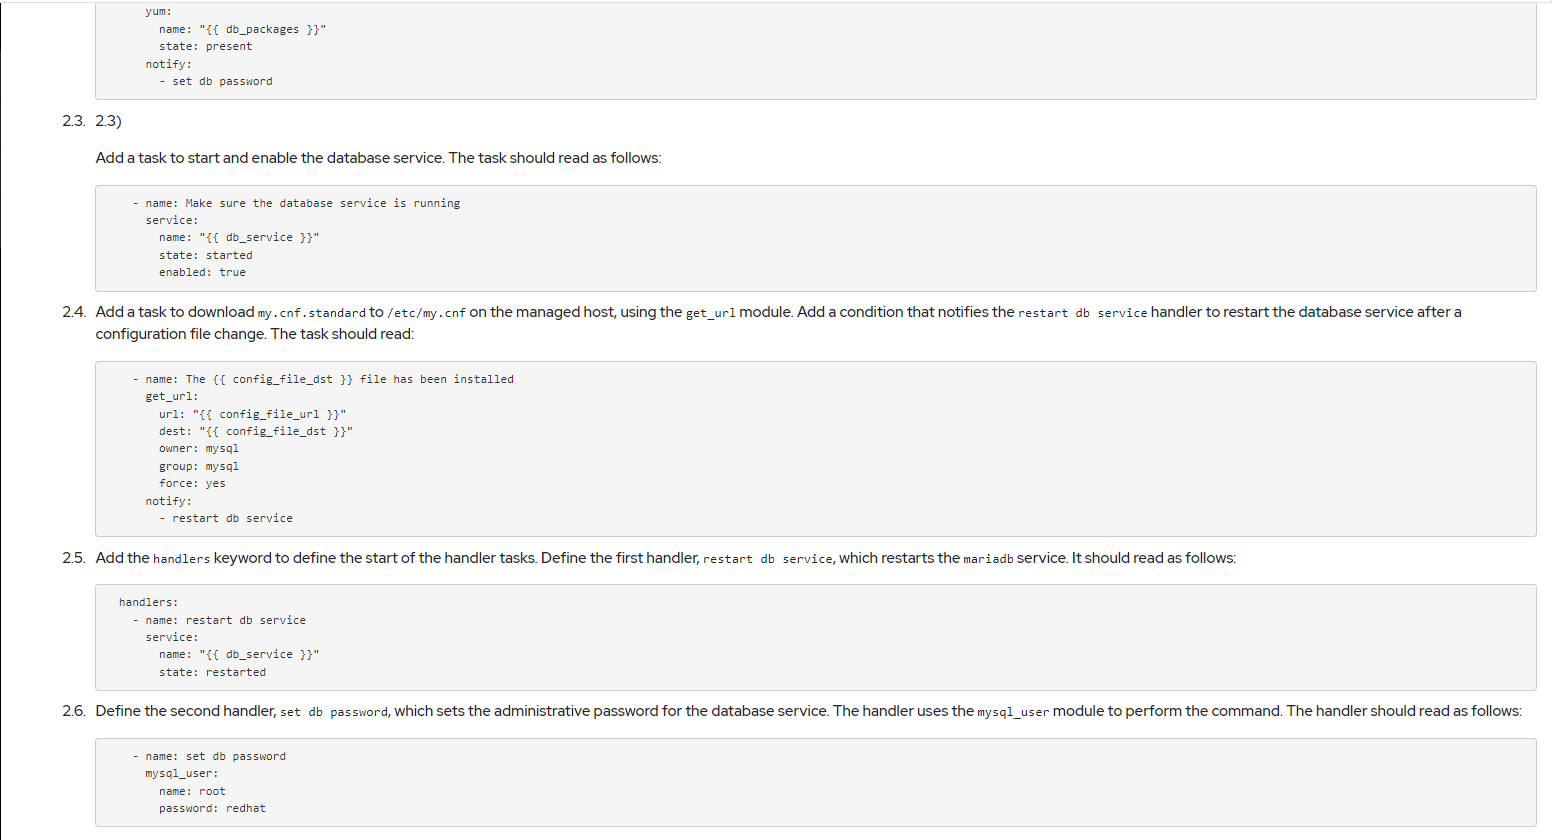 yum:
name: "{{ db_packages }}"
state: present
notify:
- set db password
2.3. 2.3)
Add a task to start and enable the database service. The task should read as follows:
- name: Make sure the database service is running
service:
name: "{{ db_service }}"
state: started
enabled: true
2.4. Add a task to download my.cnf.standard to /etc/my.cnf on the managed host, using the get_url module. Add a condition that notifies the restart db service handler to restart the database service after a
configuration file change. The task should read:
- name: The {{ config_file_dst }} file has been installed
get_url:
url: "{{ config_file_url }}"
dest: "{{ config_file_dst }}"
owner: mysql
group: mysql
force: yes
notify:
- restart db service
2.5. Add the handlers keyword to define the start of the handler tasks. Define the first handler, restart db service, which restarts the mariadb service. It should read as follows:
handlers:
- name: restart db service
service:
name: "{{ db_service }}"
state: restarted
2.6. Define the second handler, set db password, which sets the administrative password for the database service. The handler uses the mysql_user module to perform the command. The handler should read as follows:
- name: set db password
mysql_user:
name: root
password: redhat